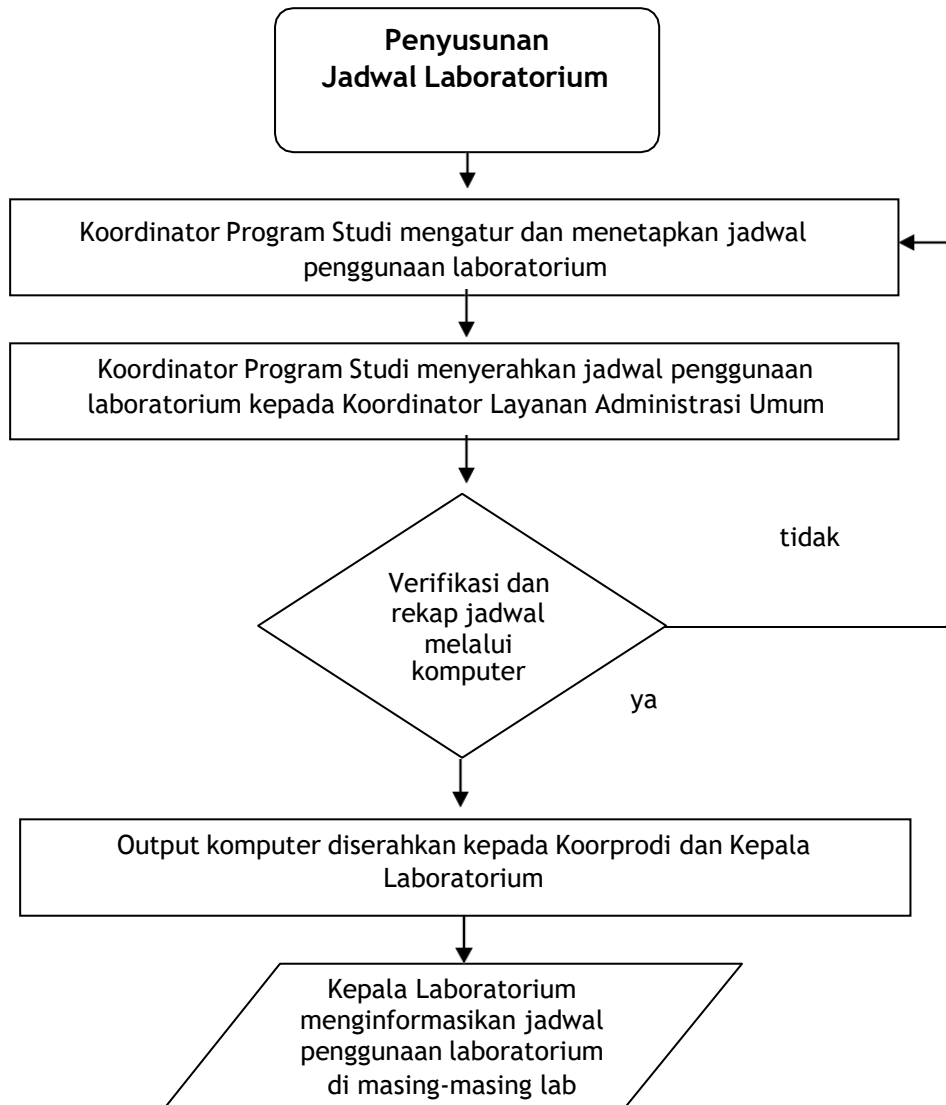 Penyusunan
Jadwal Laboratorium
Koordinator Program Studi mengatur dan menetapkan jadwal
penggunaan laboratorium
Koordinator Program Studi menyerahkan jadwal penggunaan
laboratorium kepada Koordinator Layanan Administrasi Umum
tidak
Verifikasi dan
rekap jadwal
melalui
komputer
ya
Output komputer diserahkan kepada Koorprodi dan Kepala
Laboratorium
Kepala Laboratorium
menginformasikan jadwal
penggunaan laboratorium
di masing-masing lab